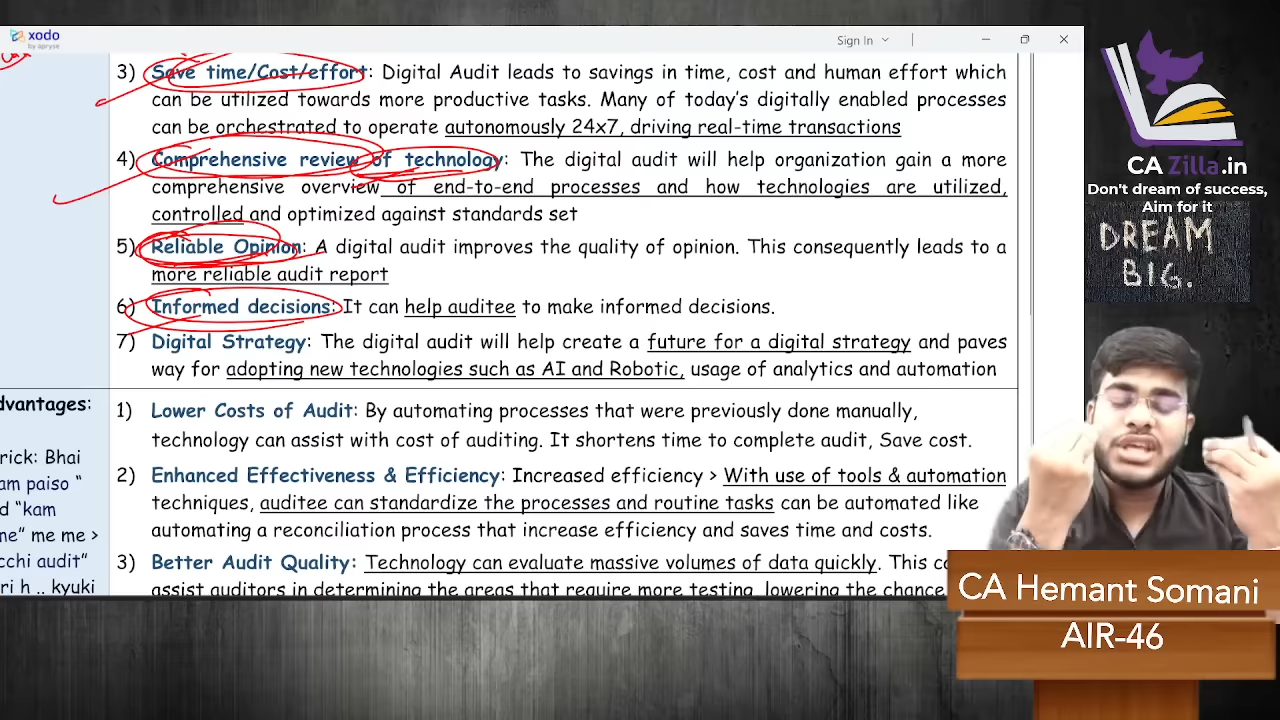 xodo
by apryse
Sign In
3) Save time/Cost/effort: Digital Audit leads to savings in time, cost and human effort which
can be utilized towards more productive tasks. Many of today's digitally enabled processes
can be orchestrated to operate autonomously 24x7, driving real-time transactions
4) Comprehensive review of technology: The digital audit will help organization gain a more
comprehensive overview of end-to-end processes and how technologies are utilized,
controlled and optimized against standards set
5) Reliable Opinion: A digital audit improves the quality of opinion. This consequently leads to a
more reliable audit report
6) Informed decisions: It can help auditee to make informed decisions.
7) Digital Strategy: The digital audit will help create a future for a digital strategy and paves
way for adopting new technologies such as AI and Robotic, usage of analytics and automation
dvantages:
rick: Bhai
am paiso "
d "kam
ne" me me >
cchi audit"
ri h .. kyuki
1) Lower Costs of Audit: By automating processes that were previously done manually,
technology can assist with cost of auditing. It shortens time to complete audit, Save cost.
2) Enhanced Effectiveness & Efficiency: Increased efficiency > With use of tools & automation
techniques, auditee can standardize the processes and routine tasks can be automated like
automating a reconciliation process that increase efficiency and saves time and costs.
3) Better Audit Quality: Technology can evaluate massive volumes of data quickly. This c
assist auditors in determining the areas that require more testing, lowering the chance
CA Zilla.in
Don't dream of success,
Aim for it
DREAM
BIG.
CA Hemant Somani
AIR-46